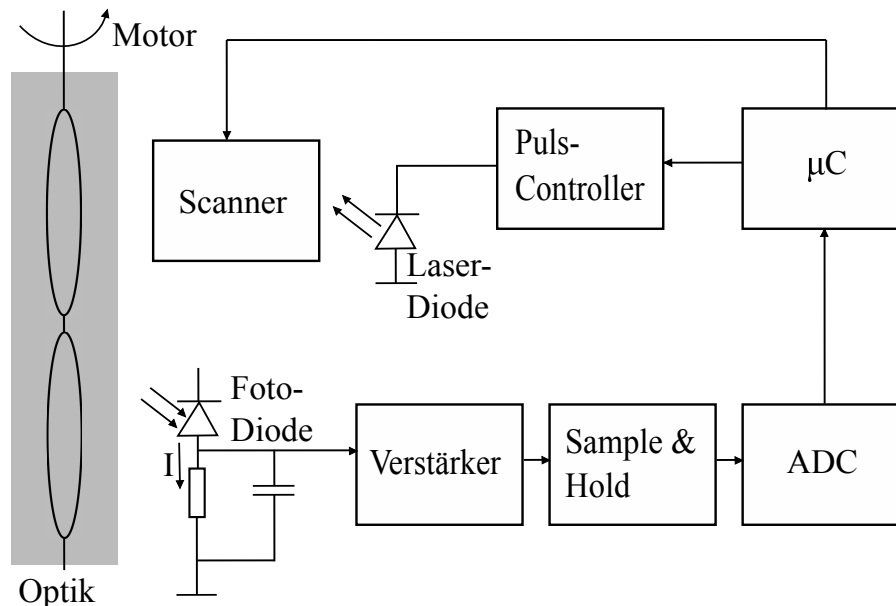 Motor
Scanner
Puls-
Controller
μC
Laser-
Diode
Foto-
Diode
I
Verstärker
Sample &
Hold
ADC
Optik